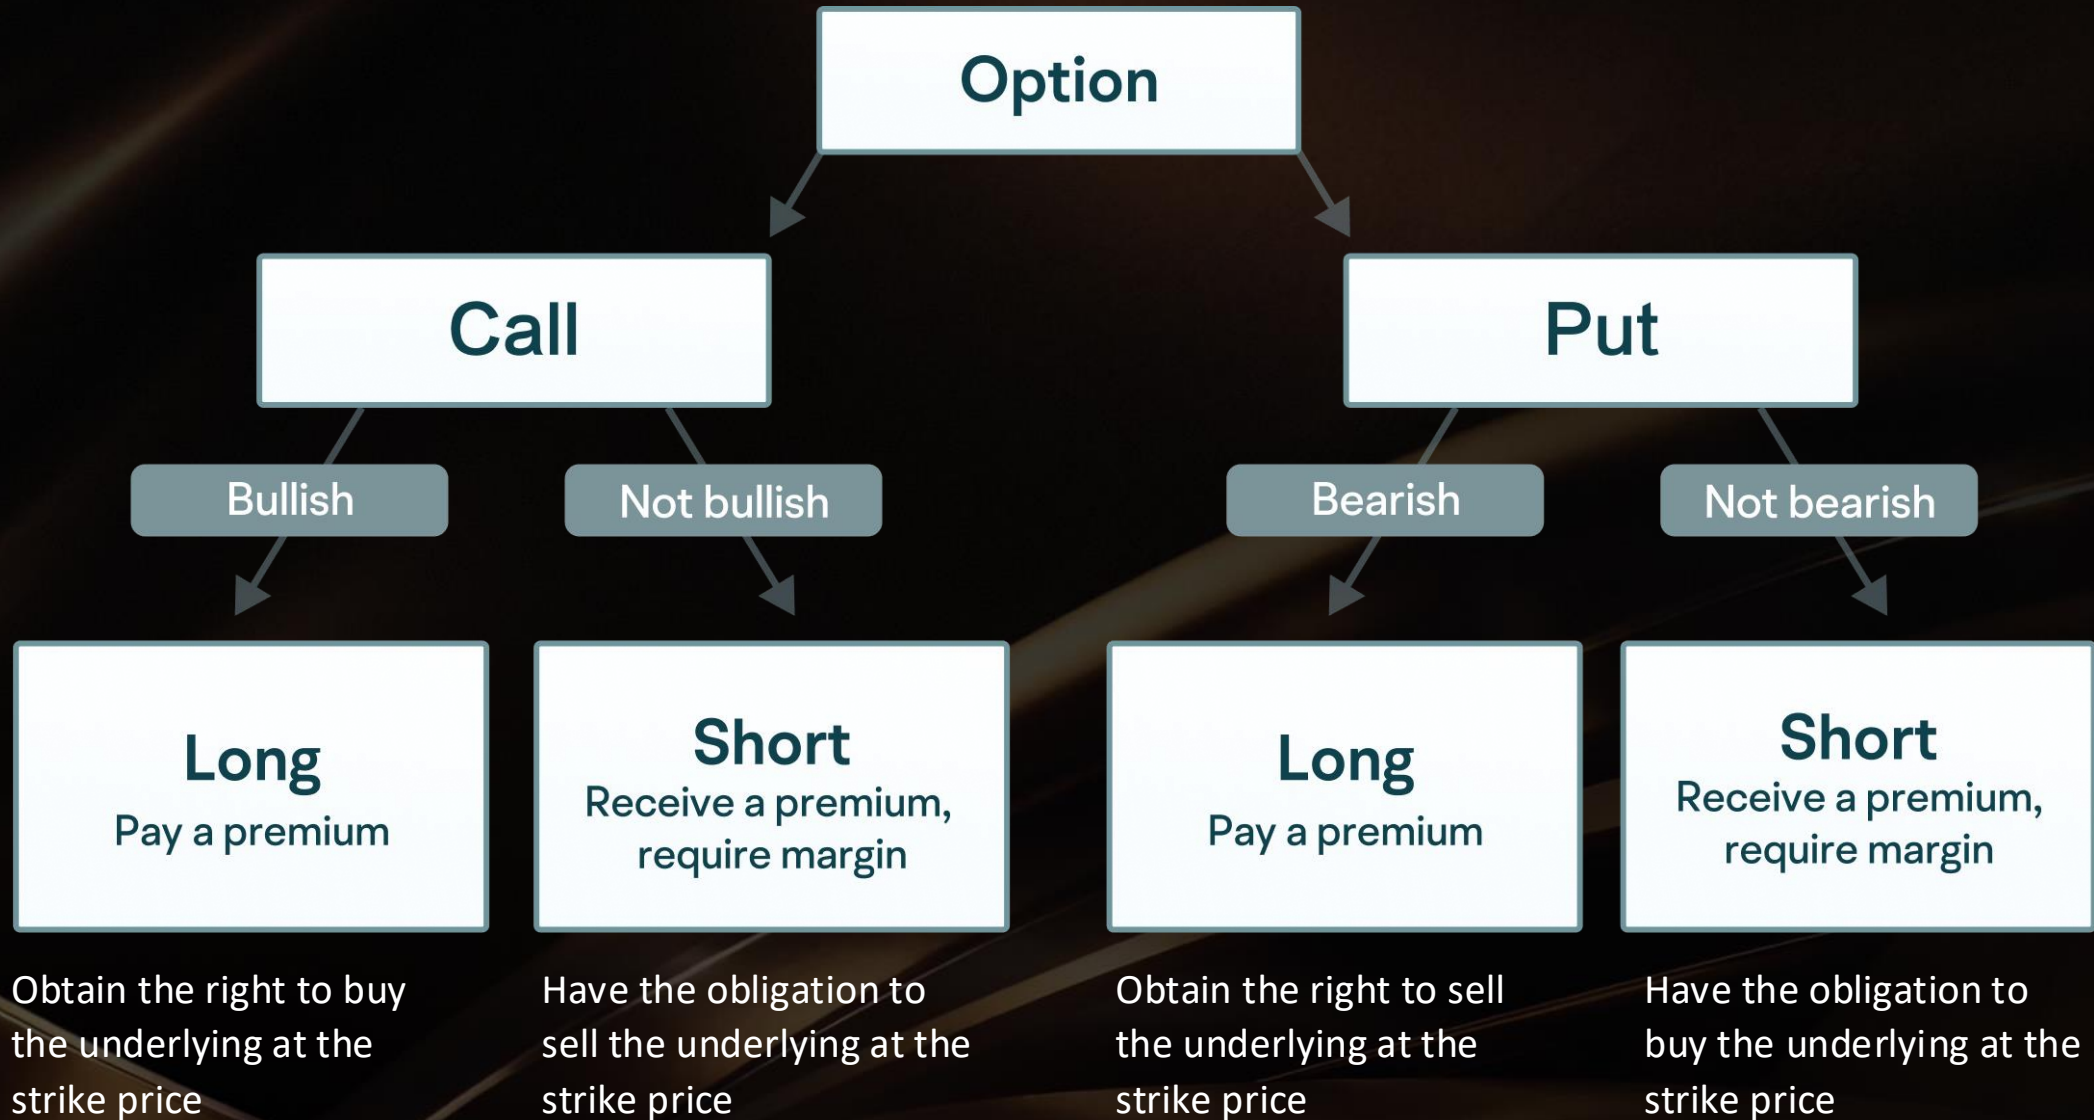 Option
Call
Put
Bullish
Not bullish
Bearish
Not bearish
Long
Pay a premium
Short
Receive a premium,
require margin
Long
Pay a premium
Short
Receive a premium,
require margin
Obtain the right to buy
the underlying at the
strike price
Have the obligation to
sell the underlying at the
strike price
Obtain the right to sell
the underlying at the
strike price
Have the obligation to
buy the underlying at the
strike price